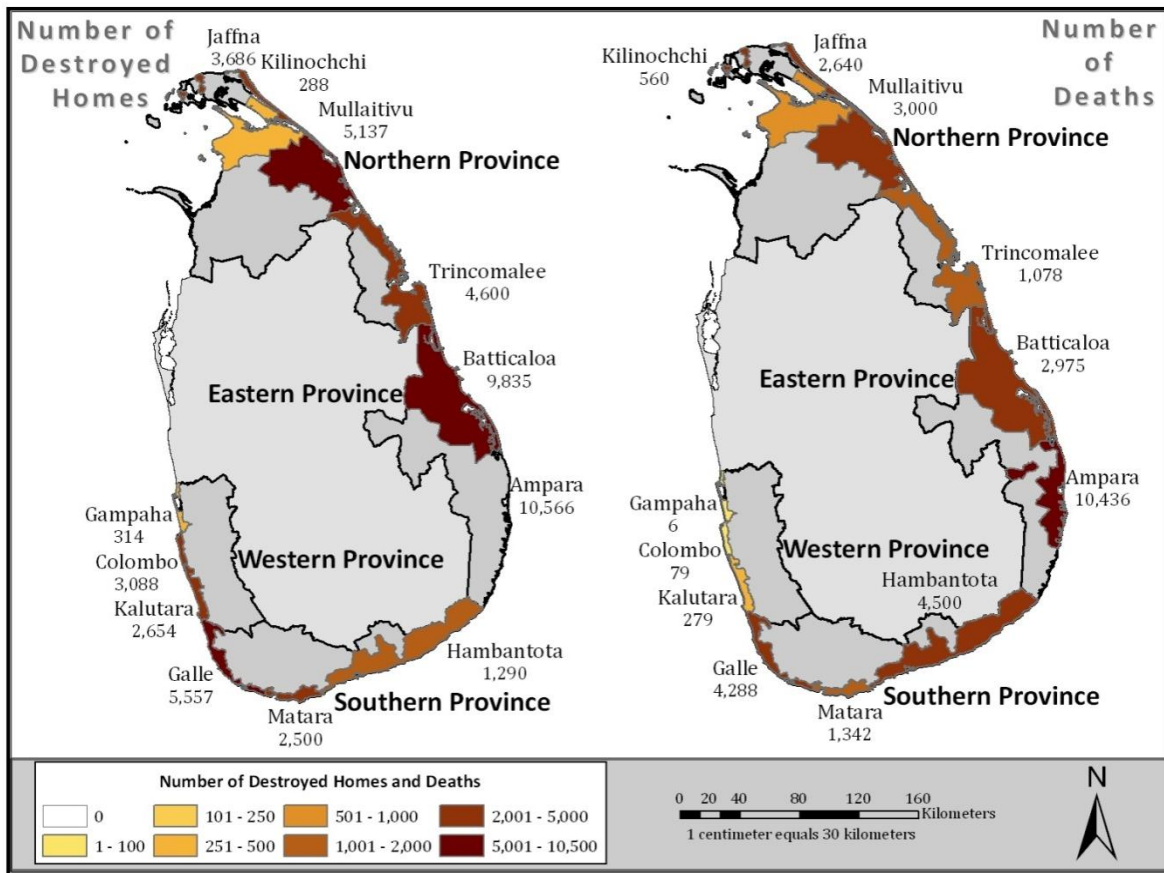 Number of
Destroyed
Homes
Jaffna
3,686
Kilinochchi
288
Mullaitivu
5,137
Northern Province
Trincomalee
4,600
Batticaloa
9,835
Eastern Province
Ampara
10,566
Gampaha
314
Colombo
3,088
Western Province
Kalutara
2,654
Galle
5,557
Hambantota
1,290
Southern Province
Matara
2,500
Number
of
Deaths
Kilinochchi
560
Jaffna
2,640
Mullaitivu
3,000
Northern Province
Trincomalee
1,078
Batticaloa
2,975
Eastern Province
Ampara
10,436
Gampaha
6
Colombo
79
Western Province
Kalutara
279
Hambantota
4,500
Galle
4,288
Southern Province
Matara
1,342
Number of Destroyed Homes and Deaths
0 101 - 250 501 - 1,000 2,001 - 5,000
1 - 100 251 - 500 1,001 - 2,000 5,001 - 10,500
0 20 40 80 120 160
Kilometers
1 centimeter equals 30 kilometers
N